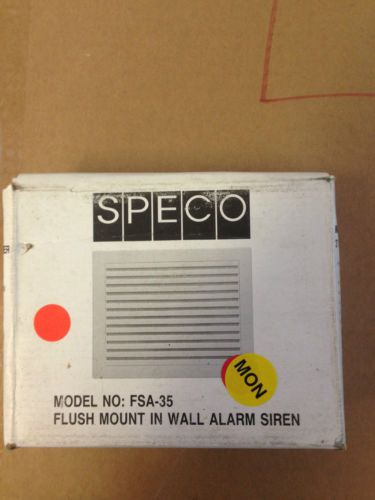 SPECO
MON
MODEL NO: FSA-35
FLUSH MOUNT IN WALL ALARM SIREN